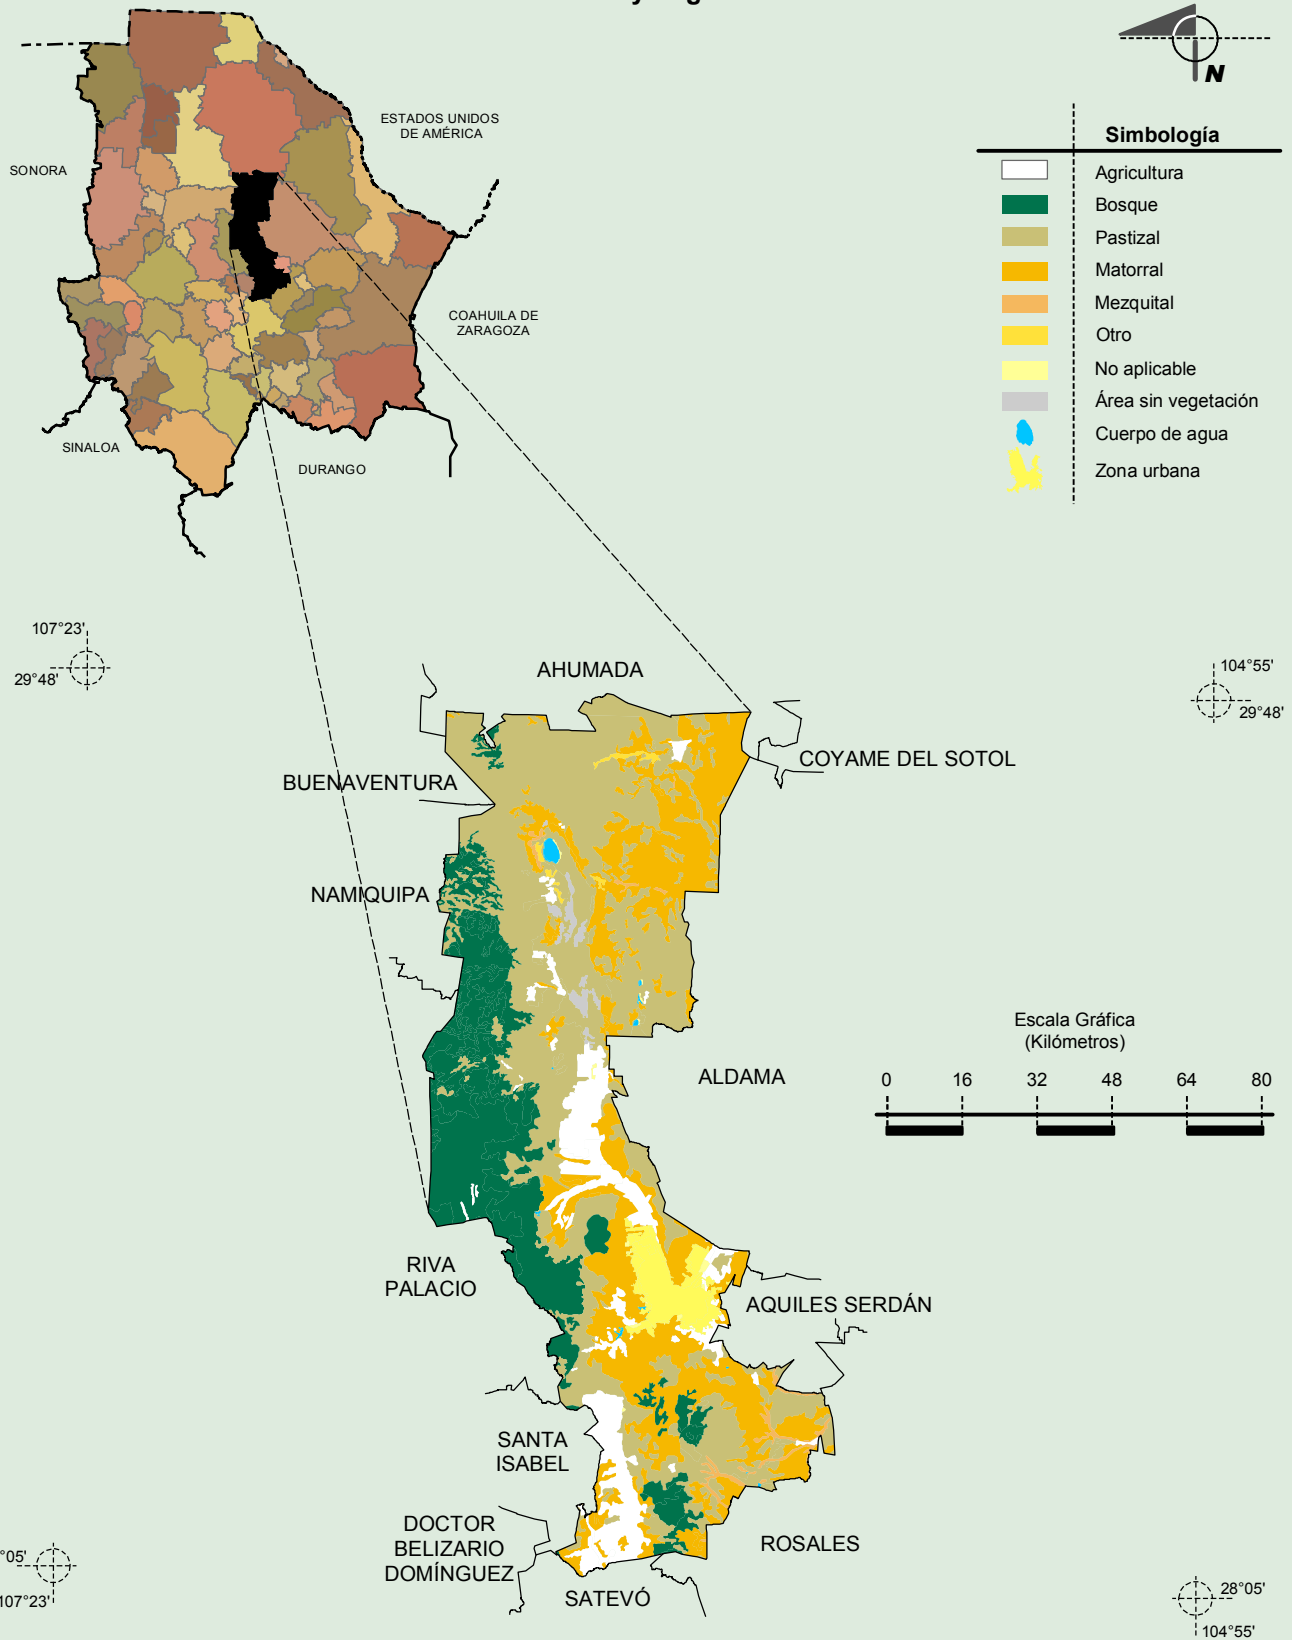 N
ESTADOS UNIDOS
DE AMÉRICA
SONORA
COAHUILA DE
ZARAGOZA
SINALOA
DURANGO
Simbología
Agricultura
Bosque
Pastizal
Matorral
Mezquital
Otro
No aplicable
Área sin vegetación
Cuerpo de agua
Zona urbana
107°23'
29°48'
104°55'
29°48'
AHUMADA
COYAME DEL SOTOL
BUENAVENTURA
NAMIQUIPA
Escala Gráfica
(Kilómetros)
0 16 32 48 64 80
ALDAMA
RIVA
PALACIO
AQUILES SERDÁN
SANTA
ISABEL
DOCTOR
BELIZARIO
DOMÍNGUEZ
ROSALES
SATEVÓ
°05'
107°23'
28°05'
104°55'